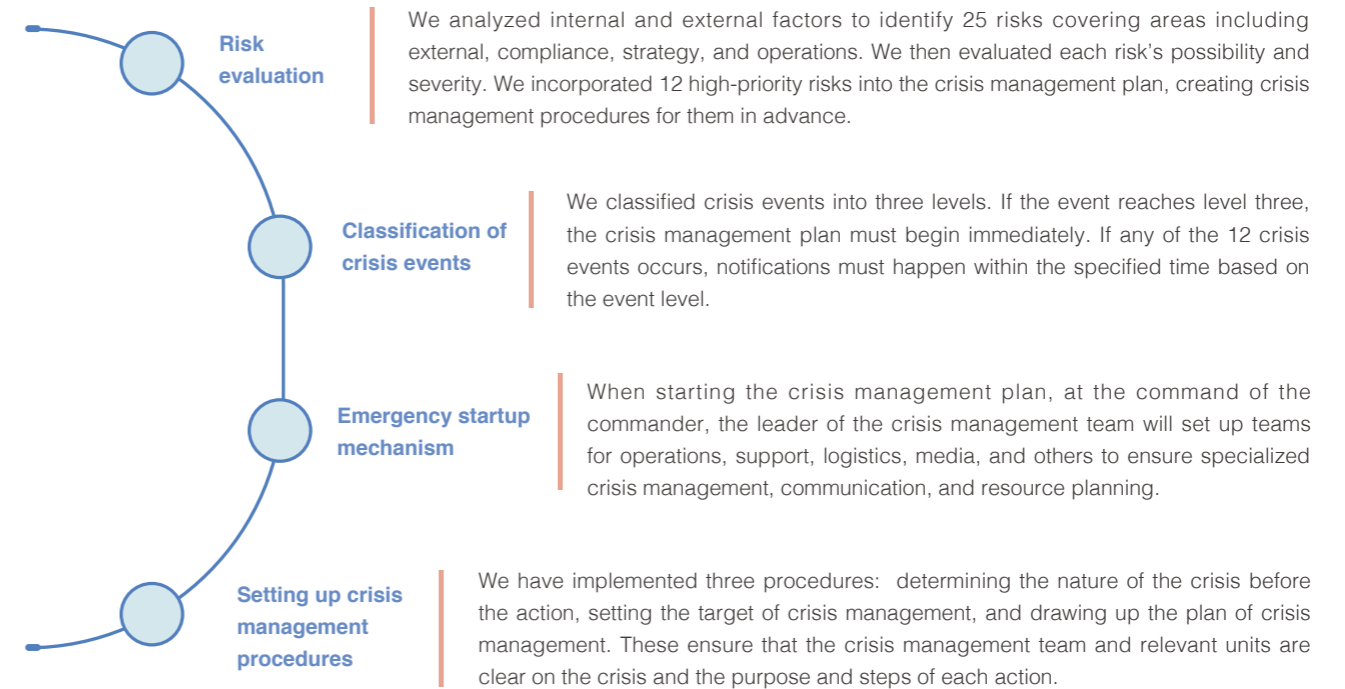 Risk
evaluation
We analyzed internal and external factors to identify 25 risks covering areas including
external, compliance, strategy, and operations. We then evaluated each risk’s possibility and
severity. We incorporated 12 high-priority risks into the crisis management plan, creating crisis
management procedures for them in advance.
Classification of
crisis events
We classified crisis events into three levels. If the event reaches level three,
the crisis management plan must begin immediately. If any of the 12 crisis
events occurs, notifications must happen within the specified time based on
the event level.
Emergency startup
mechanism
When starting the crisis management plan, at the command of the
commander, the leader of the crisis management team will set up teams
for operations, support, logistics, media, and others to ensure specialized
crisis management, communication, and resource planning.
Setting up crisis
management
procedures
We have implemented three procedures:  determining the nature of the crisis before
the action, setting the target of crisis management, and drawing up the plan of crisis
management. These ensure that the crisis management team and relevant units are
clear on the crisis and the purpose and steps of each action.